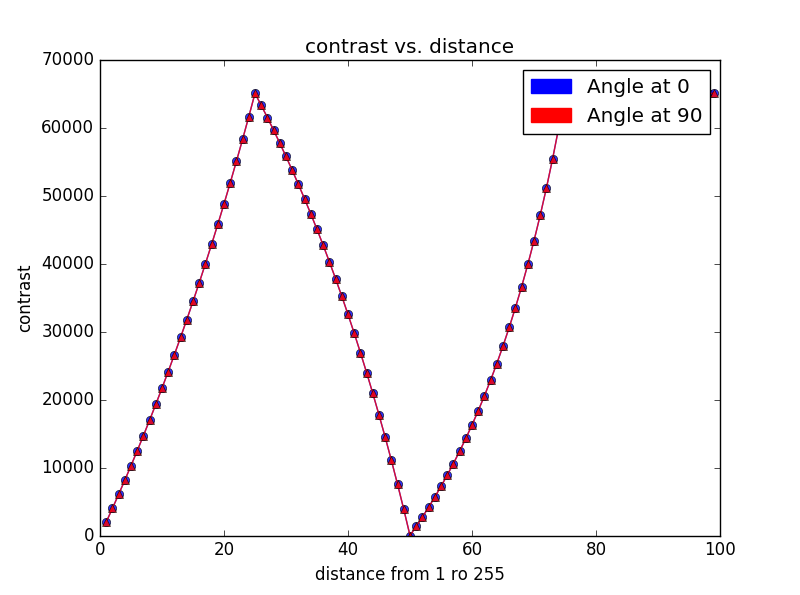 contrast vs. distance
70000
60000
50000
40000
30000
20000
10000
0
contrast
Angle at 0
Angle at 90
0 20 40 60 80 100
distance from 1 ro 255